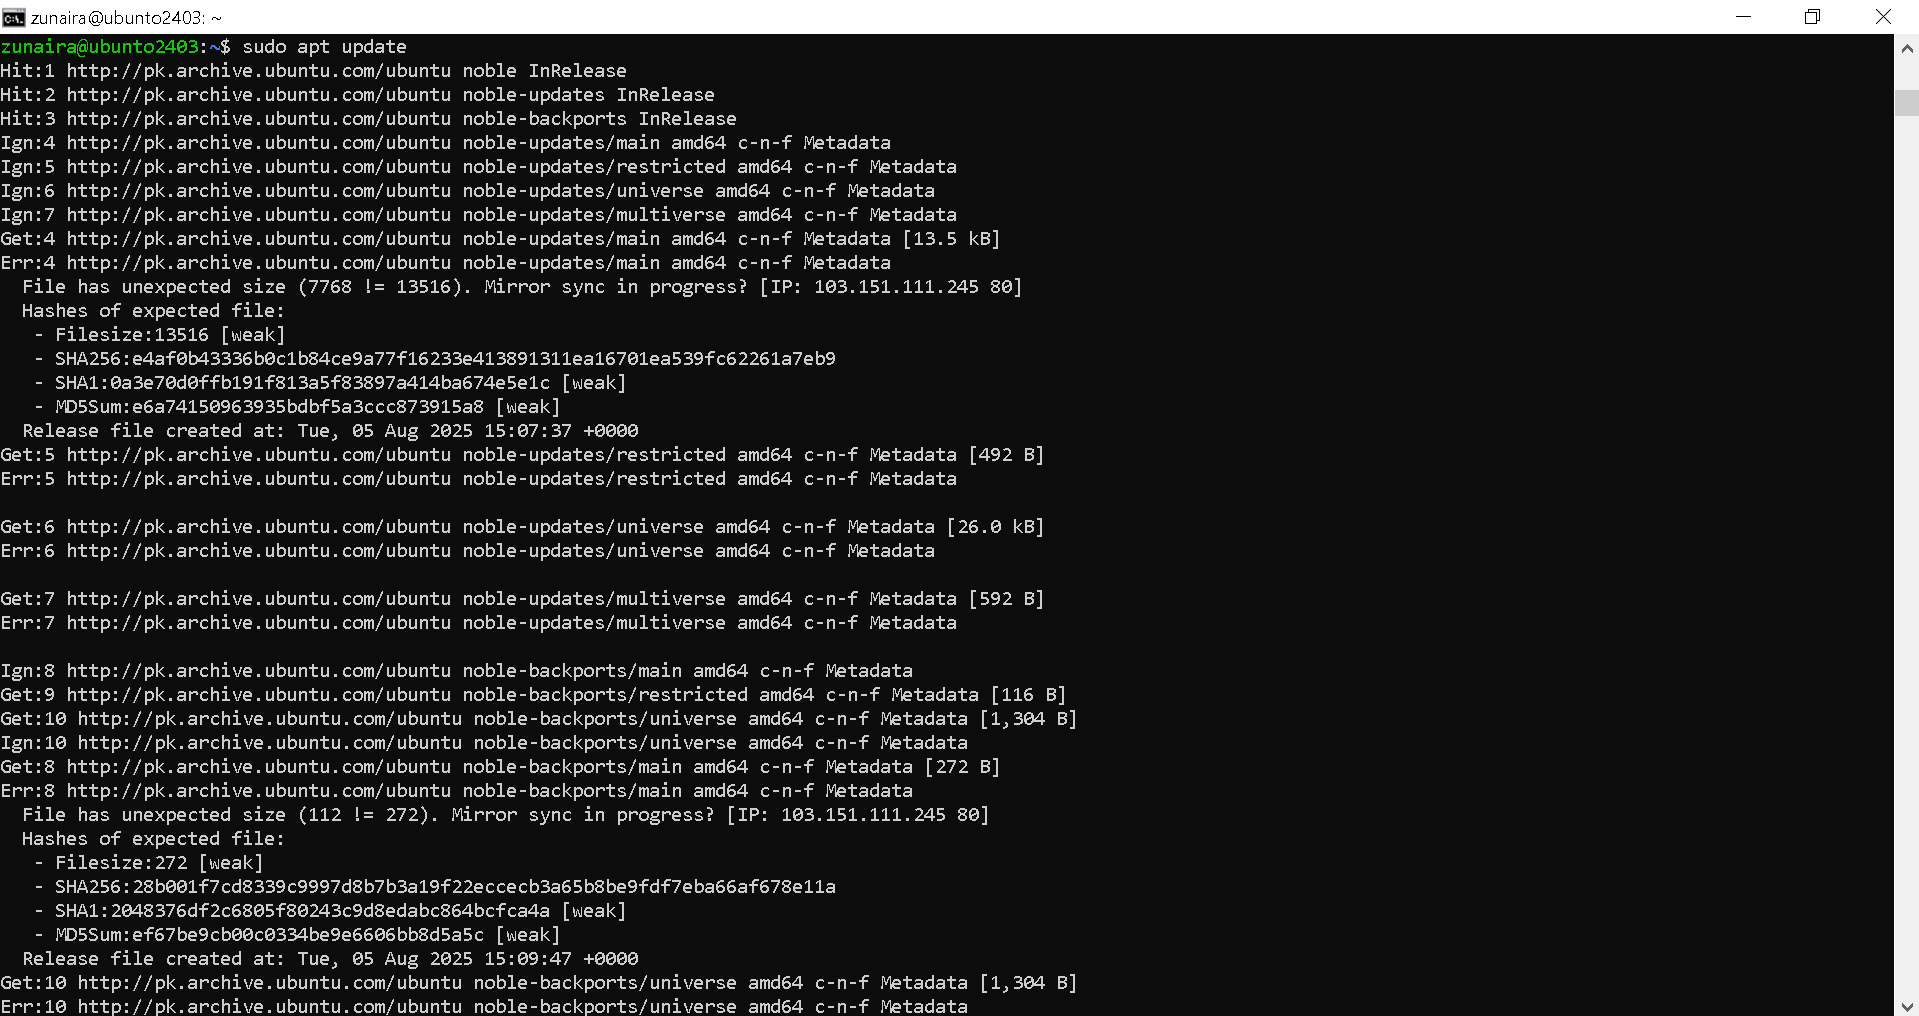 zunaira@ubunto2403: ~
zunaira@ubunto2403:~$ sudo apt update
Hit:1 http://pk.archive.ubuntu.com/ubuntu noble InRelease
Hit:2 http://pk.archive.ubuntu.com/ubuntu noble-updates InRelease
Hit:3 http://pk.archive.ubuntu.com/ubuntu noble-backports InRelease
Ign:4 http://pk.archive.ubuntu.com/ubuntu noble-updates/main amd64 c-n-f Metadata
Ign:5 http://pk.archive.ubuntu.com/ubuntu noble-updates/restricted amd64 c-n-f Metadata
Ign:6 http://pk.archive.ubuntu.com/ubuntu noble-updates/universe amd64 c-n-f Metadata
Ign:7 http://pk.archive.ubuntu.com/ubuntu noble-updates/multiverse amd64 c-n-f Metadata
Get:4 http://pk.archive.ubuntu.com/ubuntu noble-updates/main amd64 c-n-f Metadata [13.5 kB]
Err:4 http://pk.archive.ubuntu.com/ubuntu noble-updates/main amd64 c-n-f Metadata
  File has unexpected size (7768 != 13516). Mirror sync in progress? [IP: 103.151.111.245 80]
  Hashes of expected file:
   - Filesize:13516 [weak]
   - SHA256:e4af0b43336b0c1b84ce9a77f16233e413891311ea16701ea539fc62261a7eb9
   - SHA1:0a3e70d0ffb191f813a5f83897a414ba674e5e1c [weak]
   - MD5Sum:e6a74150963935bdbf5a3ccc873915a8 [weak]
  Release file created at: Tue, 05 Aug 2025 15:07:37 +0000
Get:5 http://pk.archive.ubuntu.com/ubuntu noble-updates/restricted amd64 c-n-f Metadata [492 B]
Err:5 http://pk.archive.ubuntu.com/ubuntu noble-updates/restricted amd64 c-n-f Metadata
Get:6 http://pk.archive.ubuntu.com/ubuntu noble-updates/universe amd64 c-n-f Metadata [26.0 kB]
Err:6 http://pk.archive.ubuntu.com/ubuntu noble-updates/universe amd64 c-n-f Metadata
Get:7 http://pk.archive.ubuntu.com/ubuntu noble-updates/multiverse amd64 c-n-f Metadata [592 B]
Err:7 http://pk.archive.ubuntu.com/ubuntu noble-updates/multiverse amd64 c-n-f Metadata
Ign:8 http://pk.archive.ubuntu.com/ubuntu noble-backports/main amd64 c-n-f Metadata
Get:9 http://pk.archive.ubuntu.com/ubuntu noble-backports/restricted amd64 c-n-f Metadata [116 B]
Get:10 http://pk.archive.ubuntu.com/ubuntu noble-backports/universe amd64 c-n-f Metadata [1,304 B]
Ign:10 http://pk.archive.ubuntu.com/ubuntu noble-backports/universe amd64 c-n-f Metadata
Get:8 http://pk.archive.ubuntu.com/ubuntu noble-backports/main amd64 c-n-f Metadata [272 B]
Err:8 http://pk.archive.ubuntu.com/ubuntu noble-backports/main amd64 c-n-f Metadata
  File has unexpected size (112 != 272). Mirror sync in progress? [IP: 103.151.111.245 80]
  Hashes of expected file:
   - Filesize:272 [weak]
   - SHA256:28b001f7cd8339c9997d8b7b3a19f22eccecb3a65b8be9fdf7eba66af678e11a
   - SHA1:2048376df2c6805f80243c9d8edabc864bcfca4a [weak]
   - MD5Sum:ef67be9cb00c0334be9e6606bb8d5a5c [weak]
  Release file created at: Tue, 05 Aug 2025 15:09:47 +0000
Get:10 http://pk.archive.ubuntu.com/ubuntu noble-backports/universe amd64 c-n-f Metadata [1,304 B]
Err:10 http://pk.archive.ubuntu.com/ubuntu noble-backports/universe amd64 c-n-f Metadata